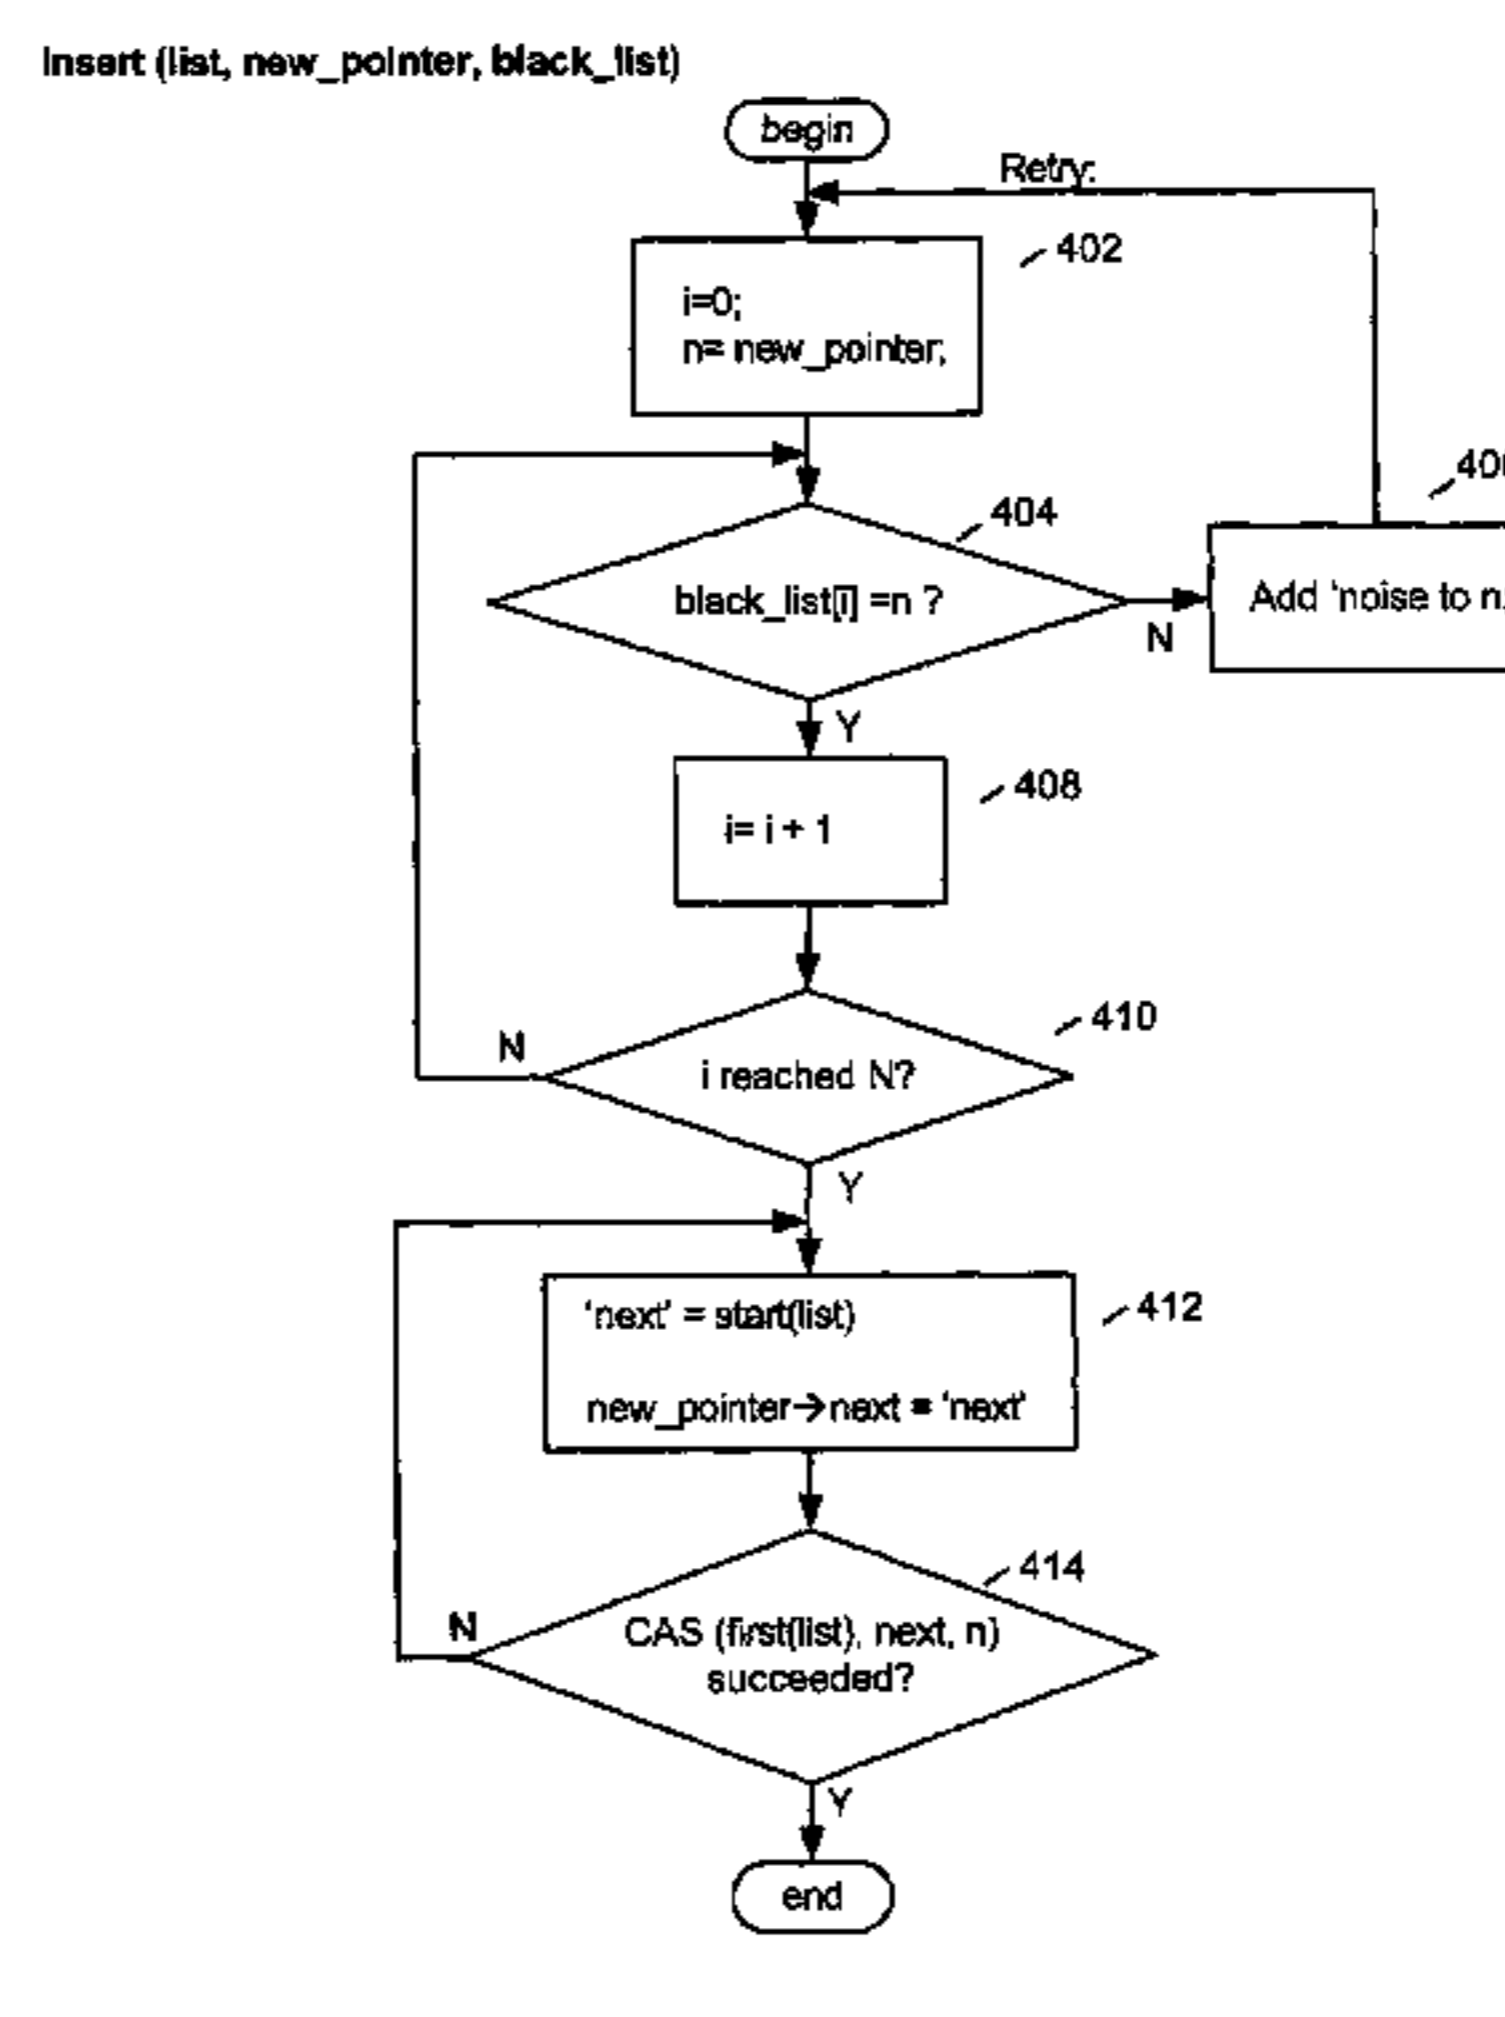 Insert (list, new_pointer, black_list)
begin
Retry:
402
i=0;
n= new_pointer;
404
black_list[i] =n ?
N
Add 'noise to n
Y
408
i= i + 1
410
N
i reached N?
Y
'next' = start(list)
412
new_pointer→next = 'next'
414
N
CAS (first(list), next, n)
succeeded?
Y
end